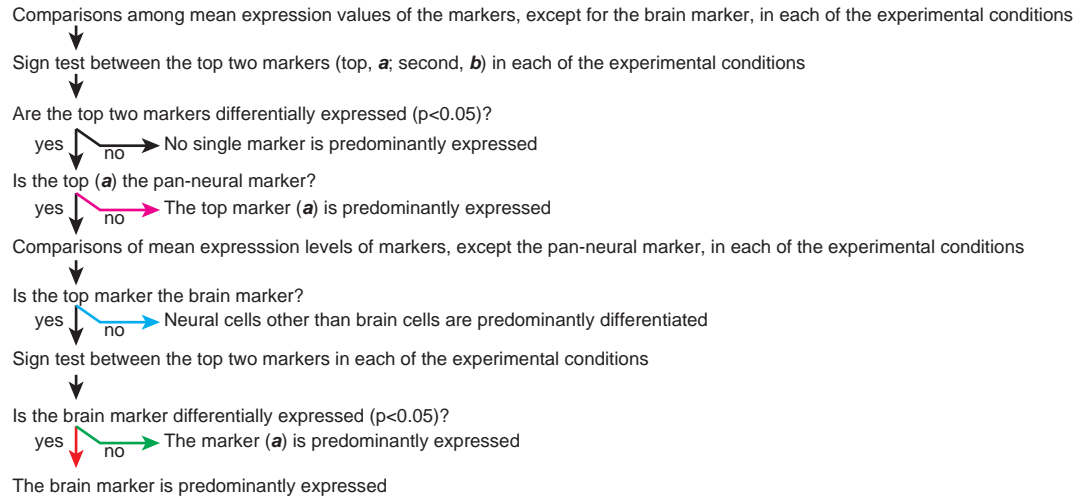 Comparisons among mean expression values of the markers, except for the brain marker, in each of the experimental conditions
Sign test between the top two markers (top, a; second, b) in each of the experimental conditions
Are the top two markers differentially expressed (p<0.05)?
yes no No single marker is predominantly expressed
Is the top (a) the pan-neural marker?
yes no The top marker (a) is predominantly expressed
Comparisons of mean expresssion levels of markers, except the pan-neural marker, in each of the experimental conditions
Is the top marker the brain marker?
yes no Neural cells other than brain cells are predominantly differentiated
Sign test between the top two markers in each of the experimental conditions
Is the brain marker differentially expressed (p<0.05)?
yes no The marker (a) is predominantly expressed
The brain marker is predominantly expressed